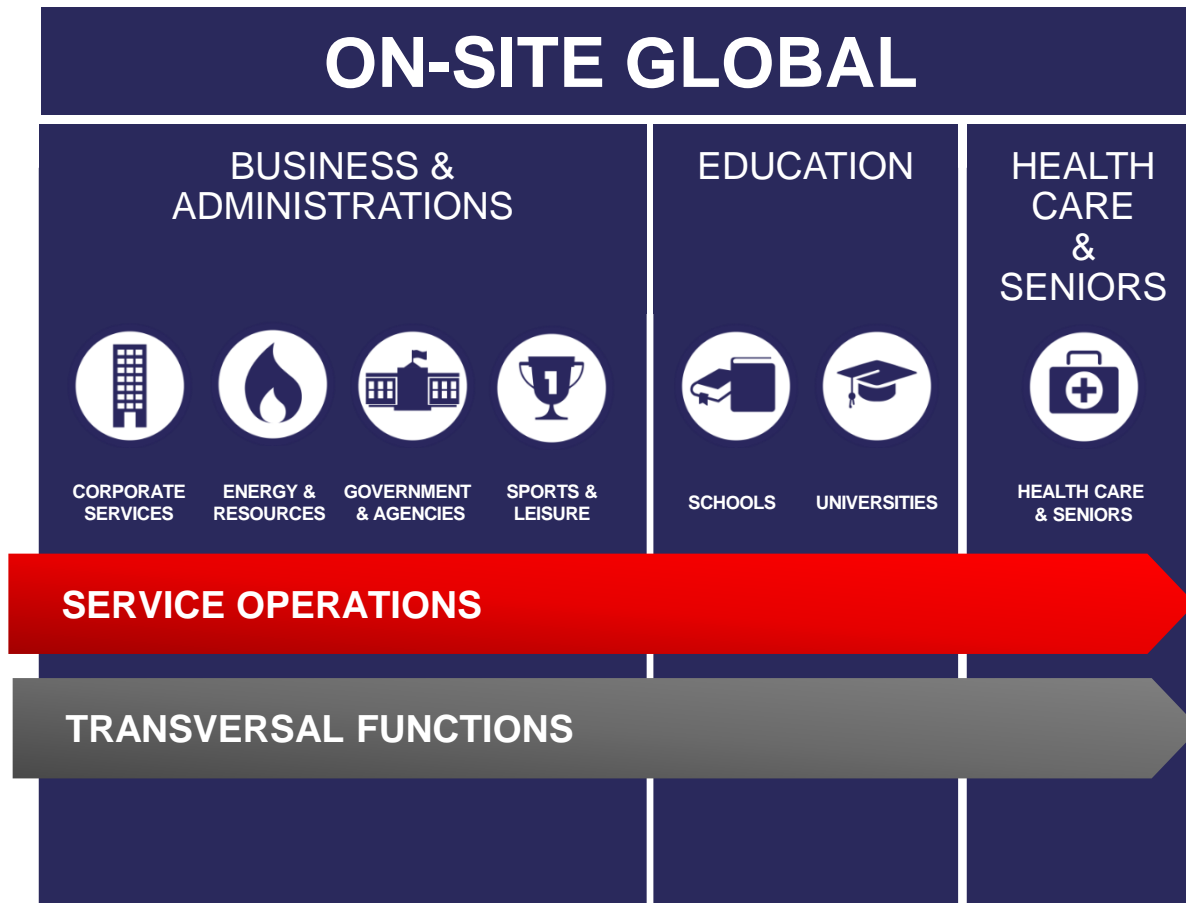 ON-SITE GLOBAL
BUSINESS &
ADMINISTRATIONS
EDUCATION
HEALTH
CARE
&
SENIORS
1
CORPORATE
SERVICES
ENERGY &
RESOURCES
GOVERNMENT
& AGENCIES
SPORTS &
LEISURE
SCHOOLS
UNIVERSITIES
HEALTH CARE
& SENIORS
SERVICE OPERATIONS
TRANSVERSAL FUNCTIONS